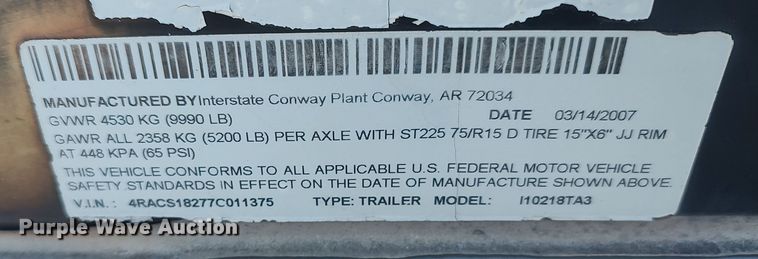 MANUFACTURED BY Interstate Conway Plant Conway, AR 72034
GVWR 4530 KG (9990 LB) DATE 03/14/2007
GAWR ALL 2358 KG (5200 LB) PER AXLE WITH ST225 75/R15 D TIRE 15"X6" JJ RIM
AT 448 KPA (65 PSI)
THIS VEHICLE CONFORMS TO ALL APPLICABLE U.S. FEDERAL MOTOR VEHICLE
SAFETY STANDARDS IN EFFECT ON THE DATE OF MANUFACTURE SHOWN ABOVE.
V.I.N.: 4RACS18277C011375 TYPE: TRAILER MODEL: I10218TA3
Purple Wave Auction